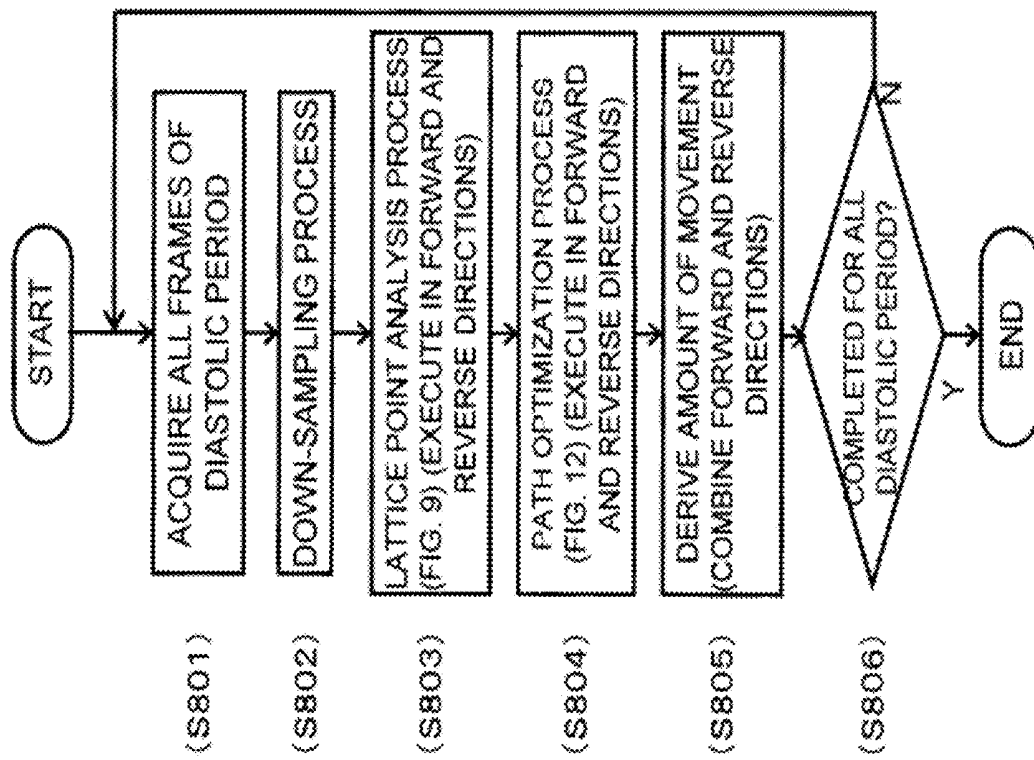 START
(S801)
ACQUIRE ALL FRAMES OF
DIASTOLIC PERIOD
(S802)
DOWN-SAMPLING PROCESS
(S803)
LATTICE POINT ANALYSIS PROCESS
(FIG. 9) (EXECUTE IN FORWARD AND
REVERSE DIRECTIONS)
(S804)
PATH OPTIMIZATION PROCESS
(FIG. 12) (EXECUTE IN FORWARD
AND REVERSE DIRECTIONS)
(S805)
DERIVE AMOUNT OF MOVEMENT
(COMBINE FORWARD AND REVERSE
DIRECTIONS)
(S806)
COMPLETED FOR ALL
DIASTOLIC PERIOD?
N
Y
END